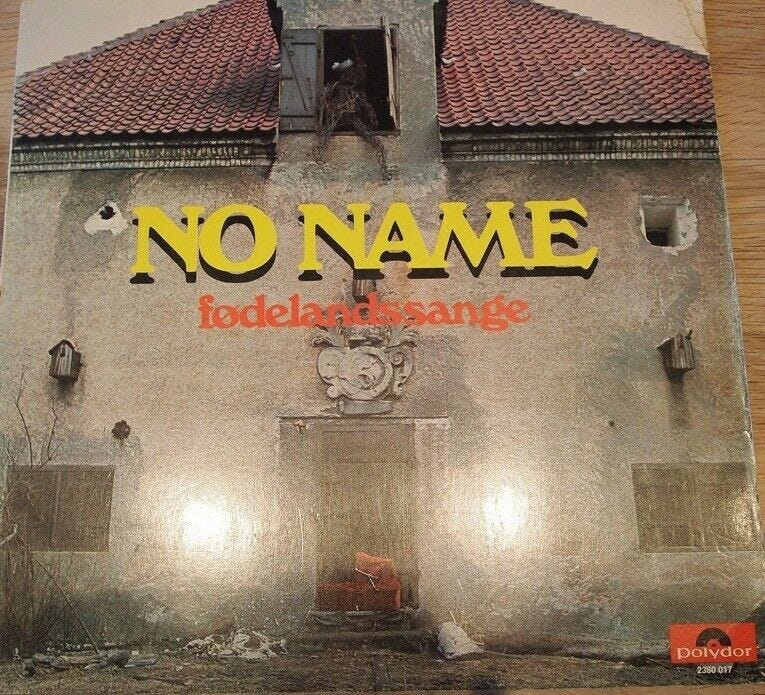 NO NAME
fødelandssange
polydor
2380 017